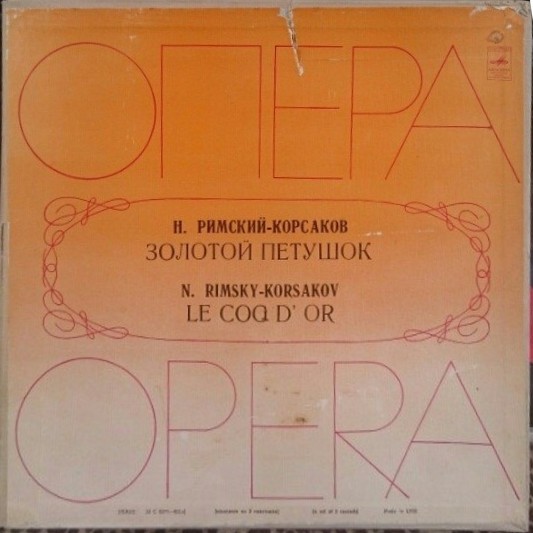 ОПЕРА
Н. РИМСКИЙ-КОРСАКОВ
ЗОЛОТОЙ ПЕТУШОК
N. RIMSKY-KORSAKOV
LE COQ D' OR
OPERA